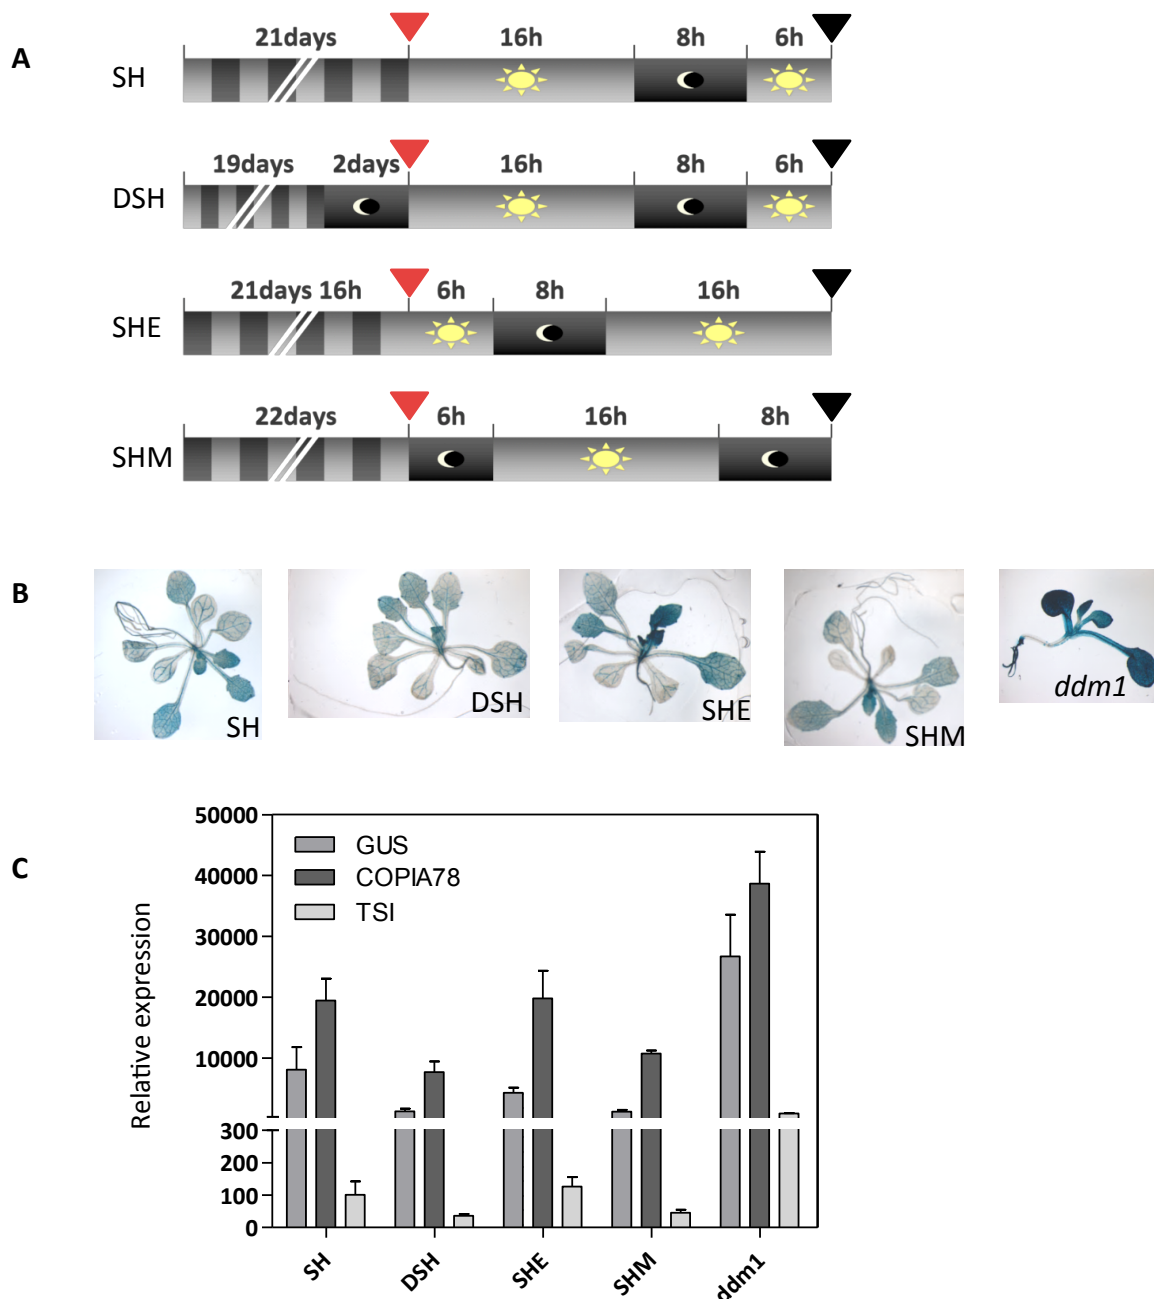 A
21days 16h 8h 6h
SH
19days 2days 16h 8h 6h
DSH
21days 16h 6h 8h 16h
SHE
22days 6h 16h 8h
SHM
B
SH
DSH
SHE
SHM
ddm1
C
Relative expression
50000
40000
30000
20000
10000
300
200
100
0
GUS
COPIA78
TSI
SH
DSH
SHE
SHM
ddm1